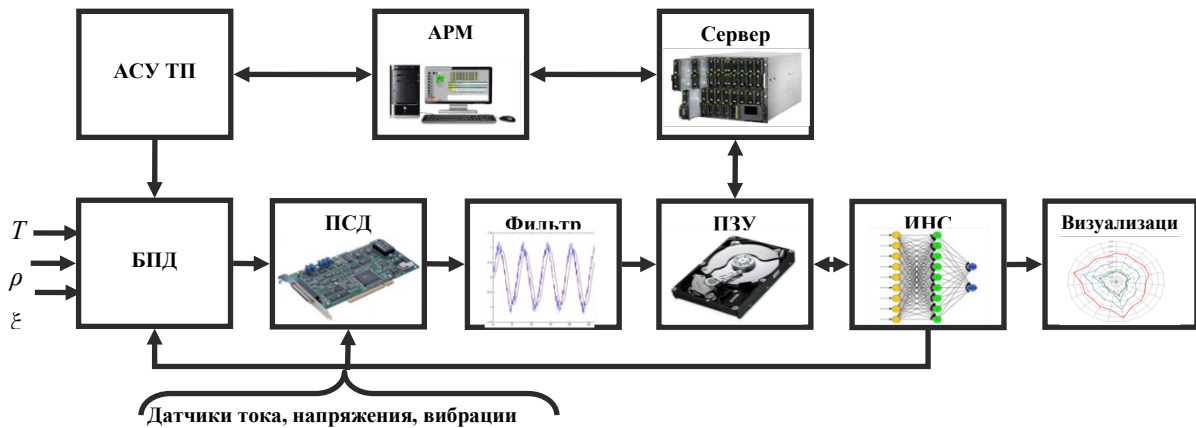 АСУ ТП
АРМ
Сервер
T
ρ
ξ
БПД
ПСД
Фильтр
ПЗУ
ИНС
Визуализаци
Датчики тока, напряжения, вибрации